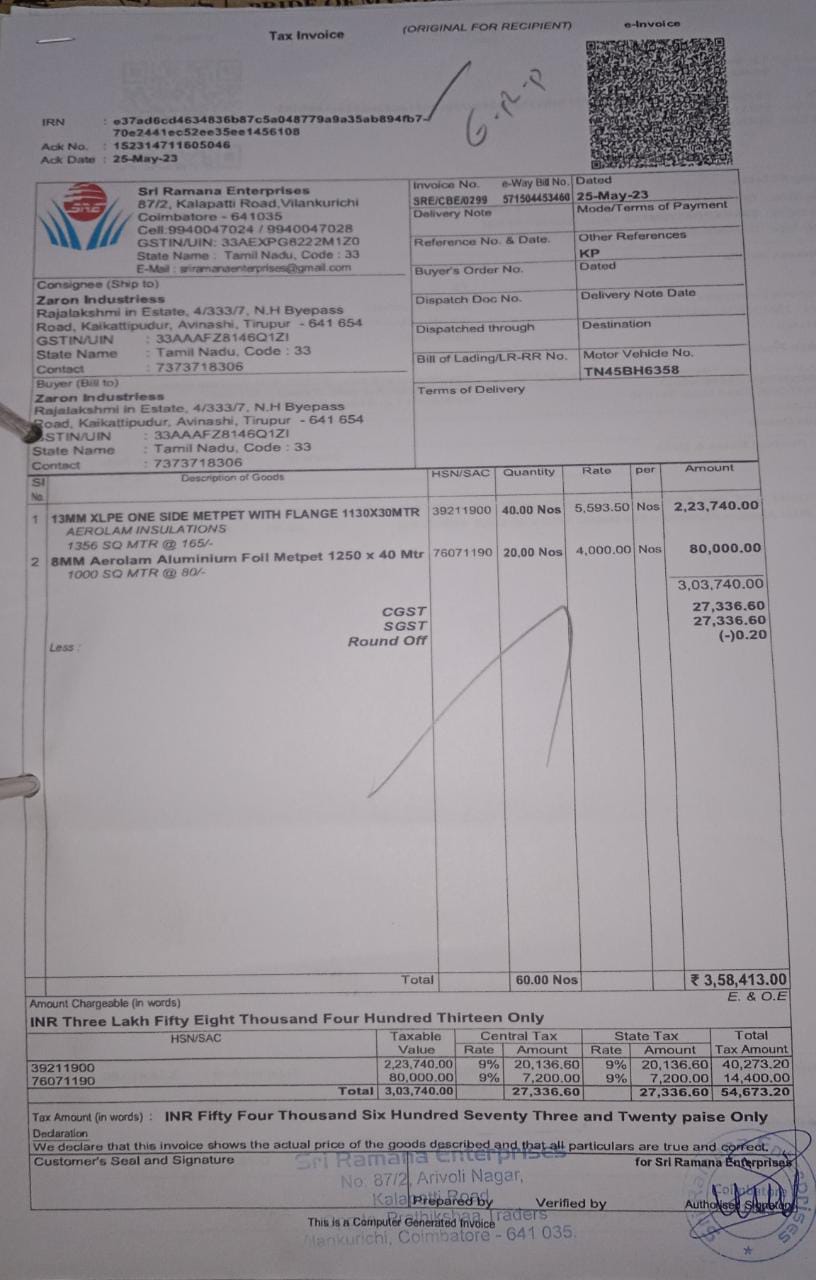 Tax Invoice
(ORIGINAL FOR RECIPIENT)
e-Invoice
G.R.P
IRN : e37ad6cd4634836b87c5a048779a9a35ab894fb7-
70e2441ec52ee35ee1456108
Ack No. : 152314711605046
Ack Date : 25-May-23
SRE
Sri Ramana Enterprises
87/2, Kalapatti Road,Vilankurichi
Coimbatore - 641035
Cell:9940047024 / 9940047028
GSTIN/UIN: 33AEXPG8222M1Z0
State Name : Tamil Nadu, Code : 33
E-Mail : sriramanaenterprises@gmail.com
Invoice No. e-Way Bill No. Dated
SRE/CBE/0299 571504453460 25-May-23
Delivery Note Mode/Terms of Payment
Reference No. & Date. Other References
KP
Buyer's Order No. Dated
Dispatch Doc No. Delivery Note Date
Dispatched through Destination
Bill of Lading/LR-RR No. Motor Vehicle No.
TN45BH6358
Terms of Delivery
Consignee (Ship to)
Zaron Industriess
Rajalakshmi in Estate, 4/333/7, N.H Byepass
Road, Kaikattipudur, Avinashi, Tirupur - 641 654
GSTIN/UIN : 33AAAFZ8146Q1ZI
State Name : Tamil Nadu, Code : 33
Contact : 7373718306
Buyer (Bill to)
Zaron Industriess
Rajalakshmi in Estate, 4/333/7, N.H Byepass
Road, Kaikattipudur, Avinashi, Tirupur - 641 654
GSTIN/UIN : 33AAAFZ8146Q1ZI
State Name : Tamil Nadu, Code : 33
Contact : 7373718306
Sl No. Description of Goods HSN/SAC Quantity Rate per Amount
1 13MM XLPE ONE SIDE METPET WITH FLANGE 1130X30MTR 39211900 40.00 Nos 5,593.50 Nos 2,23,740.00
AEROLAM INSULATIONS
1356 SQ MTR @ 165/-
2 8MM Aerolam Aluminium Foil Metpet 1250 x 40 Mtr 76071190 20.00 Nos 4,000.00 Nos 80,000.00
1000 SQ MTR @ 80/-
3,03,740.00
CGST 27,336.60
SGST 27,336.60
Less : Round Off (-)0.20
Total 60.00 Nos ₹ 3,58,413.00
Amount Chargeable (in words) E. & O.E
INR Three Lakh Fifty Eight Thousand Four Hundred Thirteen Only
HSN/SAC Taxable Central Tax State Tax Total
Value Rate Amount Rate Amount Tax Amount
39211900 2,23,740.00 9% 20,136.60 9% 20,136.60 40,273.20
76071190 80,000.00 9% 7,200.00 9% 7,200.00 14,400.00
Total 3,03,740.00 27,336.60 27,336.60 54,673.20
Tax Amount (in words) : INR Fifty Four Thousand Six Hundred Seventy Three and Twenty paise Only
Declaration
We declare that this invoice shows the actual price of the goods described and that all particulars are true and correct.
Customer's Seal and Signature for Sri Ramana Enterprises
Sri Ramana Enterprises
No: 87/2, Arivoli Nagar,
Prepared by Verified by Authorised Signatory
Traders
This is a Computer Generated Invoice
Coimbatore - 641 035.